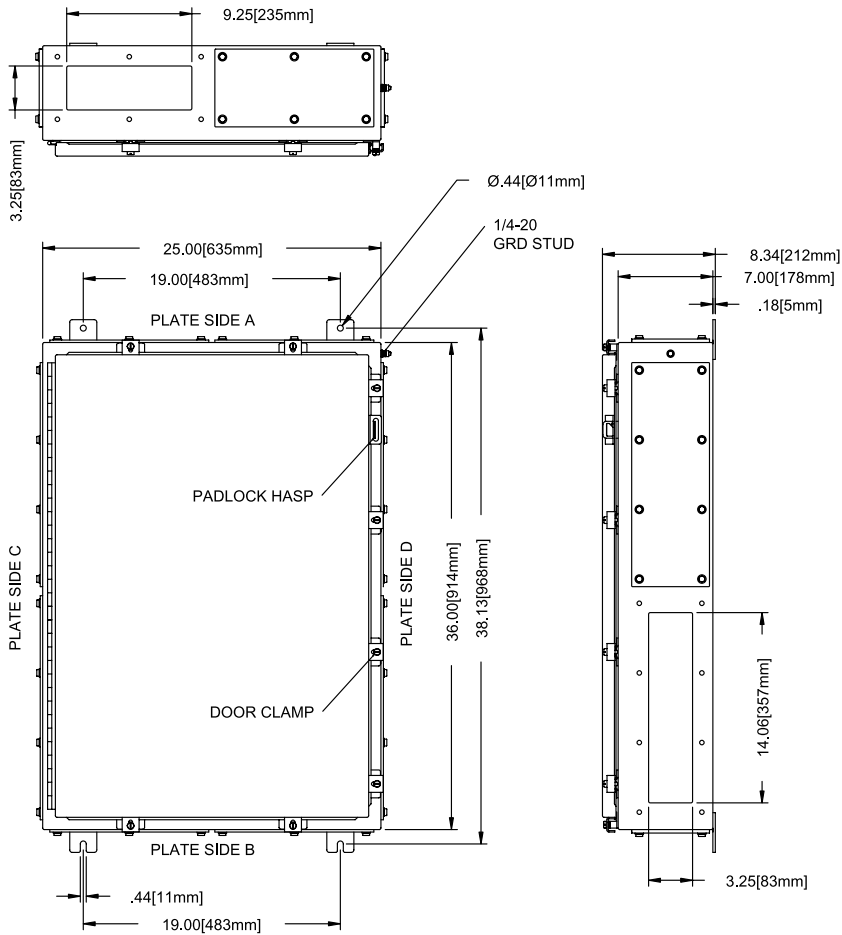 9.25[235mm]
3.25[83mm]
Ø.44[Ø11mm]
1/4-20
GRD STUD
25.00[635mm]
19.00[483mm]
PLATE SIDE A
8.34[212mm]
7.00[178mm]
.18[5mm]
PADLOCK HASP
PLATE SIDE C
PLATE SIDE D
36.00[914mm]
38.13[968mm]
DOOR CLAMP
14.06[357mm]
PLATE SIDE B
3.25[83mm]
.44[11mm]
19.00[483mm]